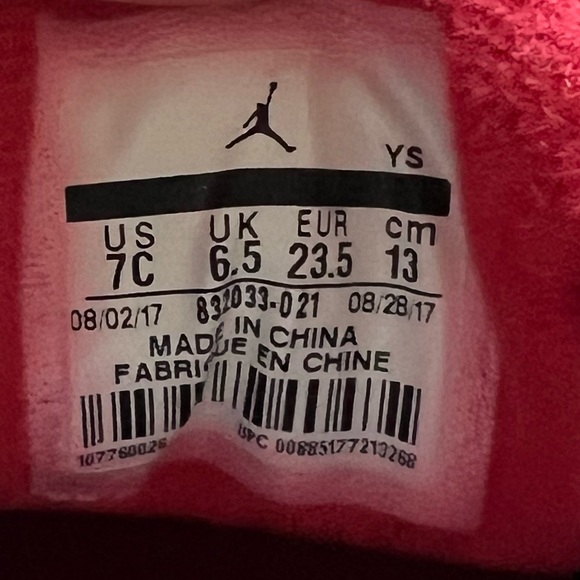 YS
US UK EUR cm
7C 6.5 23.5 13
08/02/17 832033-021 08/28/17
MADE IN CHINA
FABRIQUE EN CHINE
UPC 00885177213268